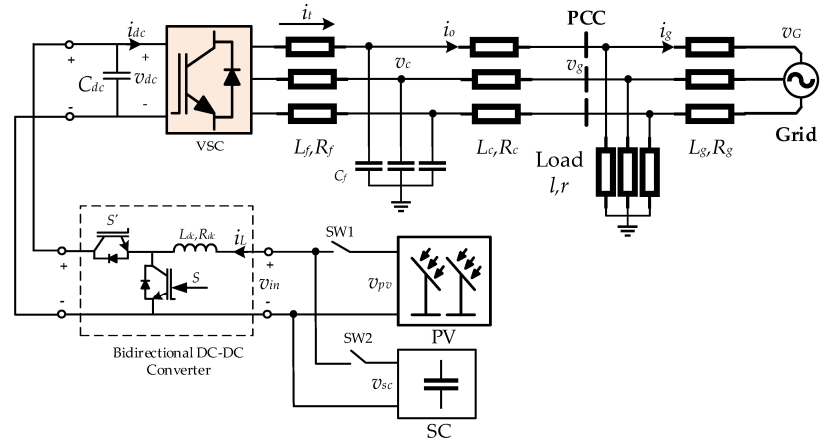 i_dc
i_t
i_o
PCC
i_g
v_G
+
+
C_dc
v_dc
v_c
v_g
-
-
VSC
L_f,R_f
L_c,R_c
L_g,R_g
Grid
C_f
Load
l,r
S'
L_dc,R_dc
i_L
SW1
+
+
S
v_in
v_pv
-
-
PV
SW2
Bidirectional DC-DC
Converter
v_sc
SC